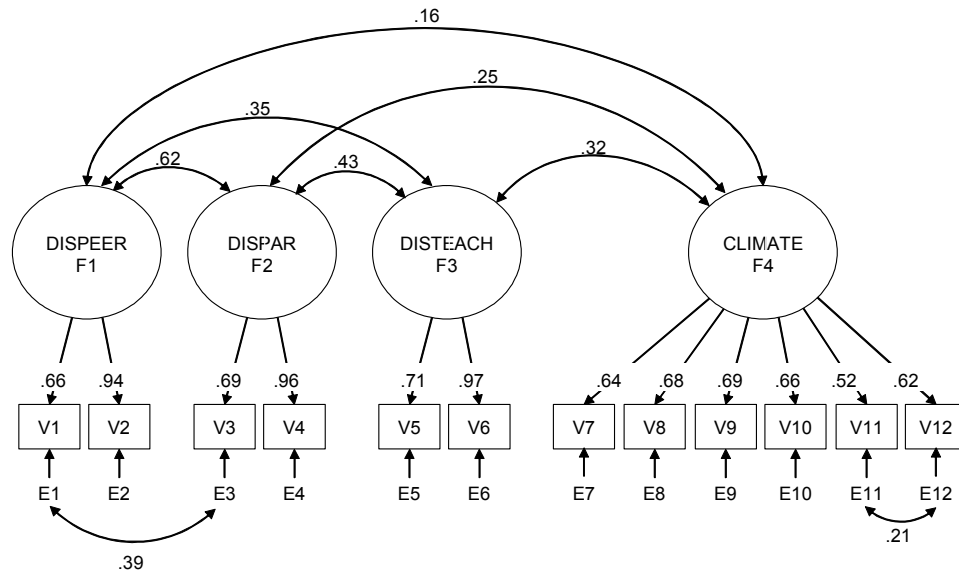 .16
.25
.35
.62
.43
.32
DISPEER
F1
DISPAR
F2
DISTEACH
F3
CLIMATE
F4
.66 .94 .69 .96 .71 .97 .64 .68 .69 .66 .52 .62
V1 V2 V3 V4 V5 V6 V7 V8 V9 V10 V11 V12
E1 E2 E3 E4 E5 E6 E7 E8 E9 E10 E11 E12
.39
.21